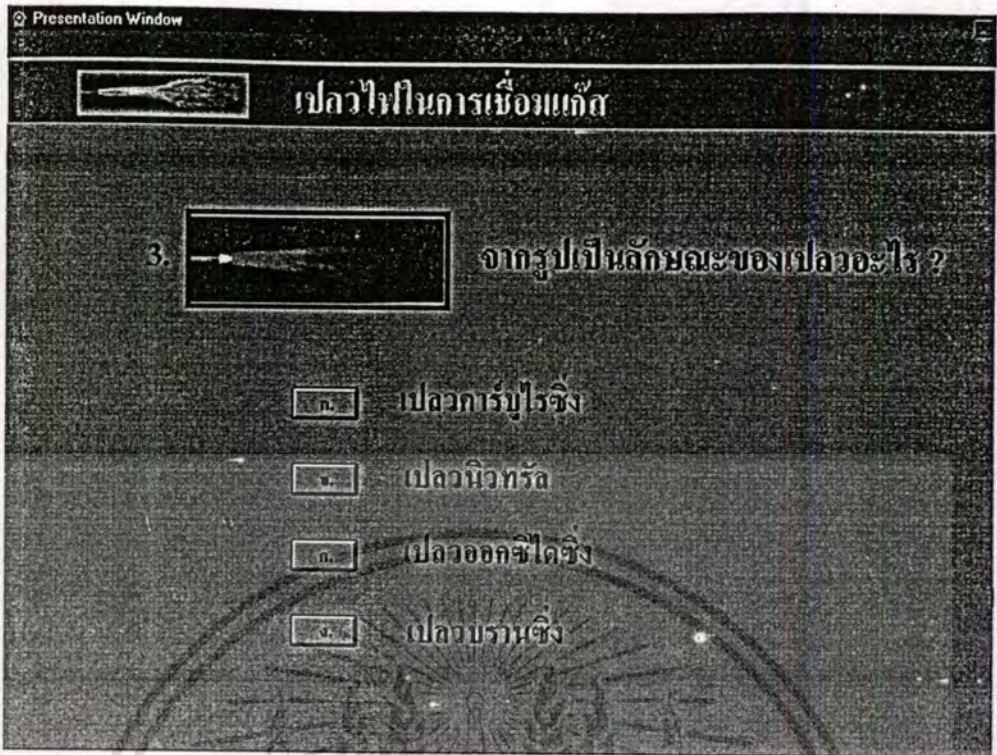 Presentation Window
เปลวไฟในการเชื่อมแก๊ส
3. จากรูปเป็นลักษณะของเปลวอะไร ?
ก. เปลวคาร์บูไรซิ่ง
ข. เปลวนิวทรัล
ค. เปลวออกซิไดซิ่ง
ง. เปลวบรานซิ่ง